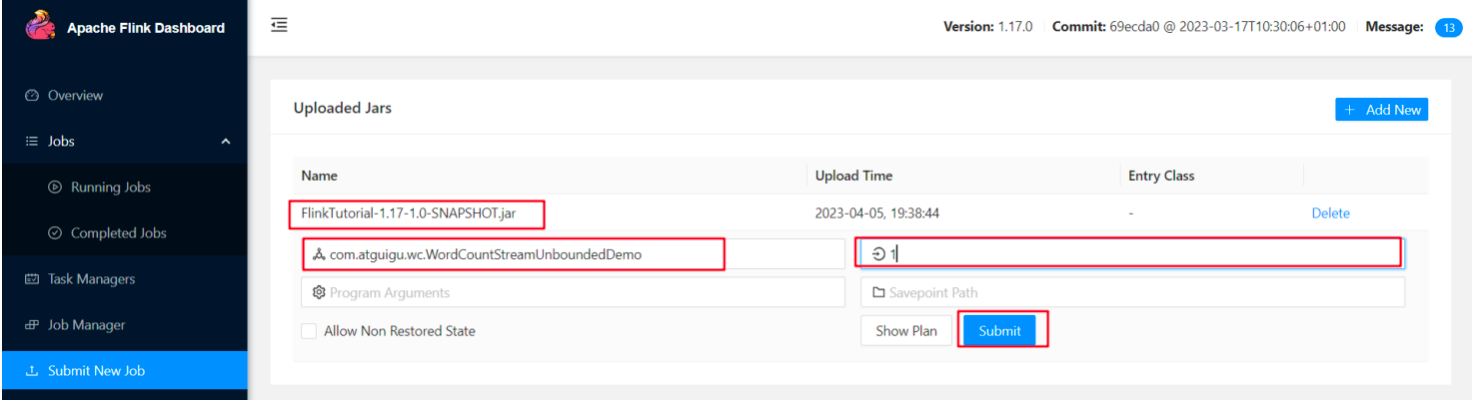 Apache Flink Dashboard
Version: 1.17.0 Commit: 69ecda0 @ 2023-03-17T10:30:06+01:00 Message: 13
Overview
Jobs
Running Jobs
Completed Jobs
Task Managers
Job Manager
Submit New Job
Uploaded Jars
+ Add New
Name Upload Time Entry Class
FlinkTutorial-1.17-1.0-SNAPSHOT.jar 2023-04-05, 19:38:44 - Delete
com.atguigu.wc.WordCountStreamUnboundedDemo 1
Program Arguments Savepoint Path
Allow Non Restored State Show Plan Submit